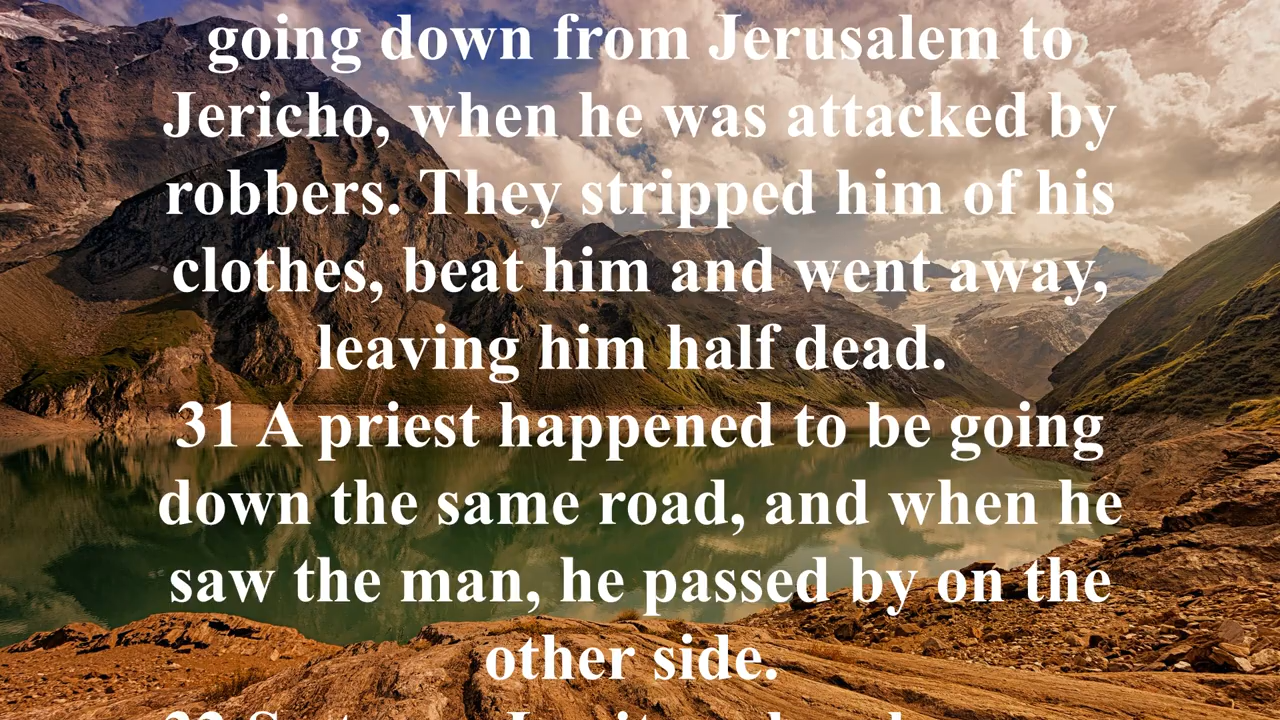 going down from Jerusalem to
Jericho, when he was attacked by
robbers. They stripped him of his
clothes, beat him and went away,
leaving him half dead.
31 A priest happened to be going
down the same road, and when he
saw the man, he passed by on the
other side.